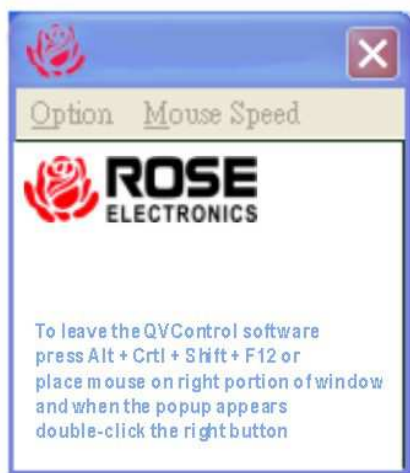 Option Mouse Speed
ROSE
ELECTRONICS
To leave the QVControl software
press Alt + Crtl + Shift + F12 or
place mouse on right portion of window
and when the popup appears
double-click the right button